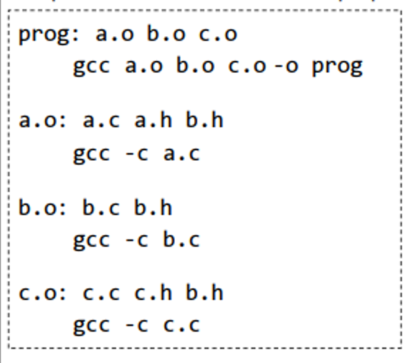 prog: a.o b.o c.o
gcc a.o b.o c.o -o prog
a.o: a.c a.h b.h
gcc -c a.c
b.o: b.c b.h
gcc -c b.c
c.o: c.c c.h b.h
gcc -c c.c